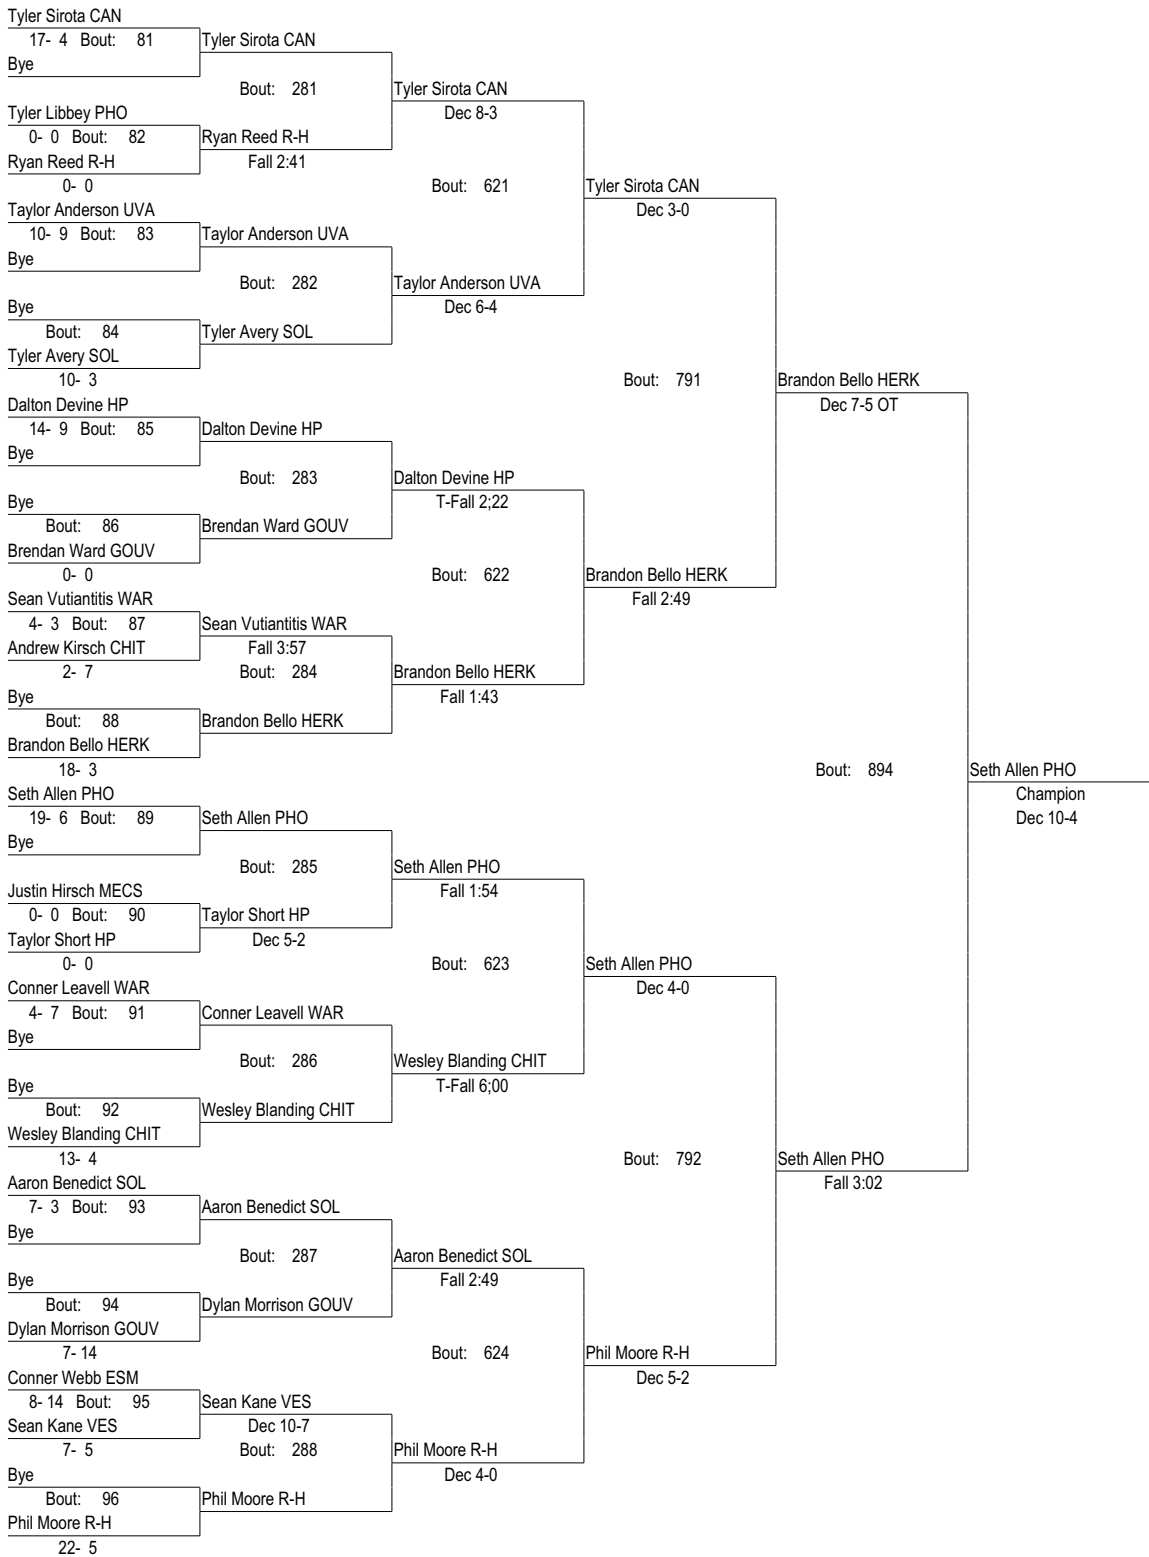 Tyler Sirota CAN
17- 4 Bout: 81
Tyler Sirota CAN
Bye
Bout: 281
Tyler Sirota CAN
Tyler Libbey PHO
Dec 8-3
0- 0 Bout: 82
Ryan Reed R-H
Ryan Reed R-H
Fall 2:41
0- 0
Bout: 621
Tyler Sirota CAN
Taylor Anderson UVA
Dec 3-0
10- 9 Bout: 83
Taylor Anderson UVA
Bye
Bout: 282
Taylor Anderson UVA
Bye
Dec 6-4
Bout: 84
Tyler Avery SOL
Tyler Avery SOL
10- 3
Bout: 791
Brandon Bello HERK
Dalton Devine HP
Dec 7-5 OT
14- 9 Bout: 85
Dalton Devine HP
Bye
Bout: 283
Dalton Devine HP
Bye
T-Fall 2;22
Bout: 86
Brendan Ward GOUV
Brendan Ward GOUV
0- 0
Bout: 622
Brandon Bello HERK
Sean Vutiantitis WAR
Fall 2:49
4- 3 Bout: 87
Sean Vutiantitis WAR
Andrew Kirsch CHIT
Fall 3:57
2- 7
Bout: 284
Brandon Bello HERK
Bye
Fall 1:43
Bout: 88
Brandon Bello HERK
Brandon Bello HERK
18- 3
Bout: 894
Seth Allen PHO
Seth Allen PHO
Champion
19- 6 Bout: 89
Seth Allen PHO
Dec 10-4
Bye
Bout: 285
Seth Allen PHO
Justin Hirsch MECS
Fall 1:54
0- 0 Bout: 90
Taylor Short HP
Taylor Short HP
Dec 5-2
0- 0
Bout: 623
Seth Allen PHO
Conner Leavell WAR
Dec 4-0
4- 7 Bout: 91
Conner Leavell WAR
Bye
Bout: 286
Wesley Blanding CHIT
Bye
T-Fall 6;00
Bout: 92
Wesley Blanding CHIT
Wesley Blanding CHIT
13- 4
Bout: 792
Seth Allen PHO
Aaron Benedict SOL
Fall 3:02
7- 3 Bout: 93
Aaron Benedict SOL
Bye
Bout: 287
Aaron Benedict SOL
Bye
Fall 2:49
Bout: 94
Dylan Morrison GOUV
Dylan Morrison GOUV
7- 14
Bout: 624
Phil Moore R-H
Conner Webb ESM
Dec 5-2
8- 14 Bout: 95
Sean Kane VES
Sean Kane VES
Dec 10-7
7- 5
Bout: 288
Phil Moore R-H
Bye
Dec 4-0
Bout: 96
Phil Moore R-H
Phil Moore R-H
22- 5